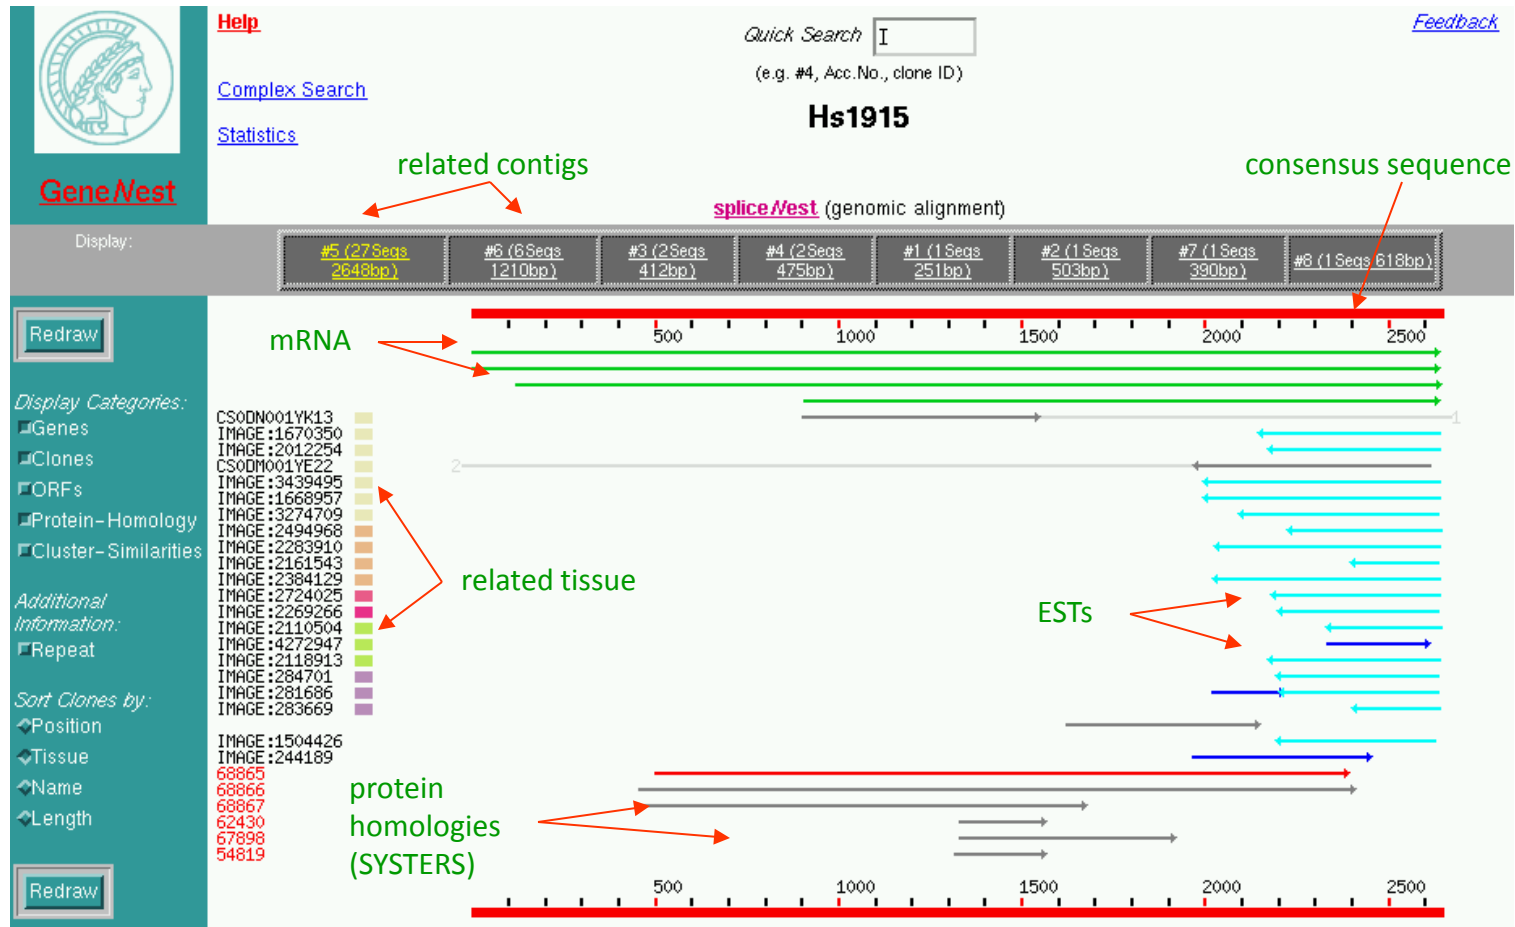 Help
Quick Search
Feedback
(e.g. #4, Acc.No., clone ID)
Complex Search
Hs1915
Statistics
related contigs
consensus sequence
GeneNest
spliceNest (genomic alignment)
Display:
#5 (27Seqs 2648bp)
#6 (6Seqs 1210bp)
#3 (2Seqs 412bp)
#4 (2Seqs 475bp)
#1 (1Seqs 251bp)
#2 (1Seqs 503bp)
#7 (1Seqs 390bp)
#8 (1Seqs 618bp)
Redraw
mRNA
500 1000 1500 2000 2500
Display Categories:
Genes
Clones
ORFs
Protein-Homology
Cluster-Similarities
Additional
Information:
Repeat
Sort Clones by:
Position
Tissue
Name
Length
Redraw
CS0DN001YK13
1
IMAGE:1670350
IMAGE:2012254
CS0DM001YE22
2
IMAGE:3439495
IMAGE:1668957
IMAGE:3274709
IMAGE:2494968
IMAGE:2283910
IMAGE:2161543
IMAGE:2384129
IMAGE:2724025
IMAGE:2269266
IMAGE:2110504
IMAGE:4272947
IMAGE:2118913
IMAGE:284701
IMAGE:281686
IMAGE:283669
IMAGE:1504426
IMAGE:244189
68865
68866
68867
62430
67898
54819
related tissue
ESTs
protein
homologies
(SYSTERS)
500 1000 1500 2000 2500